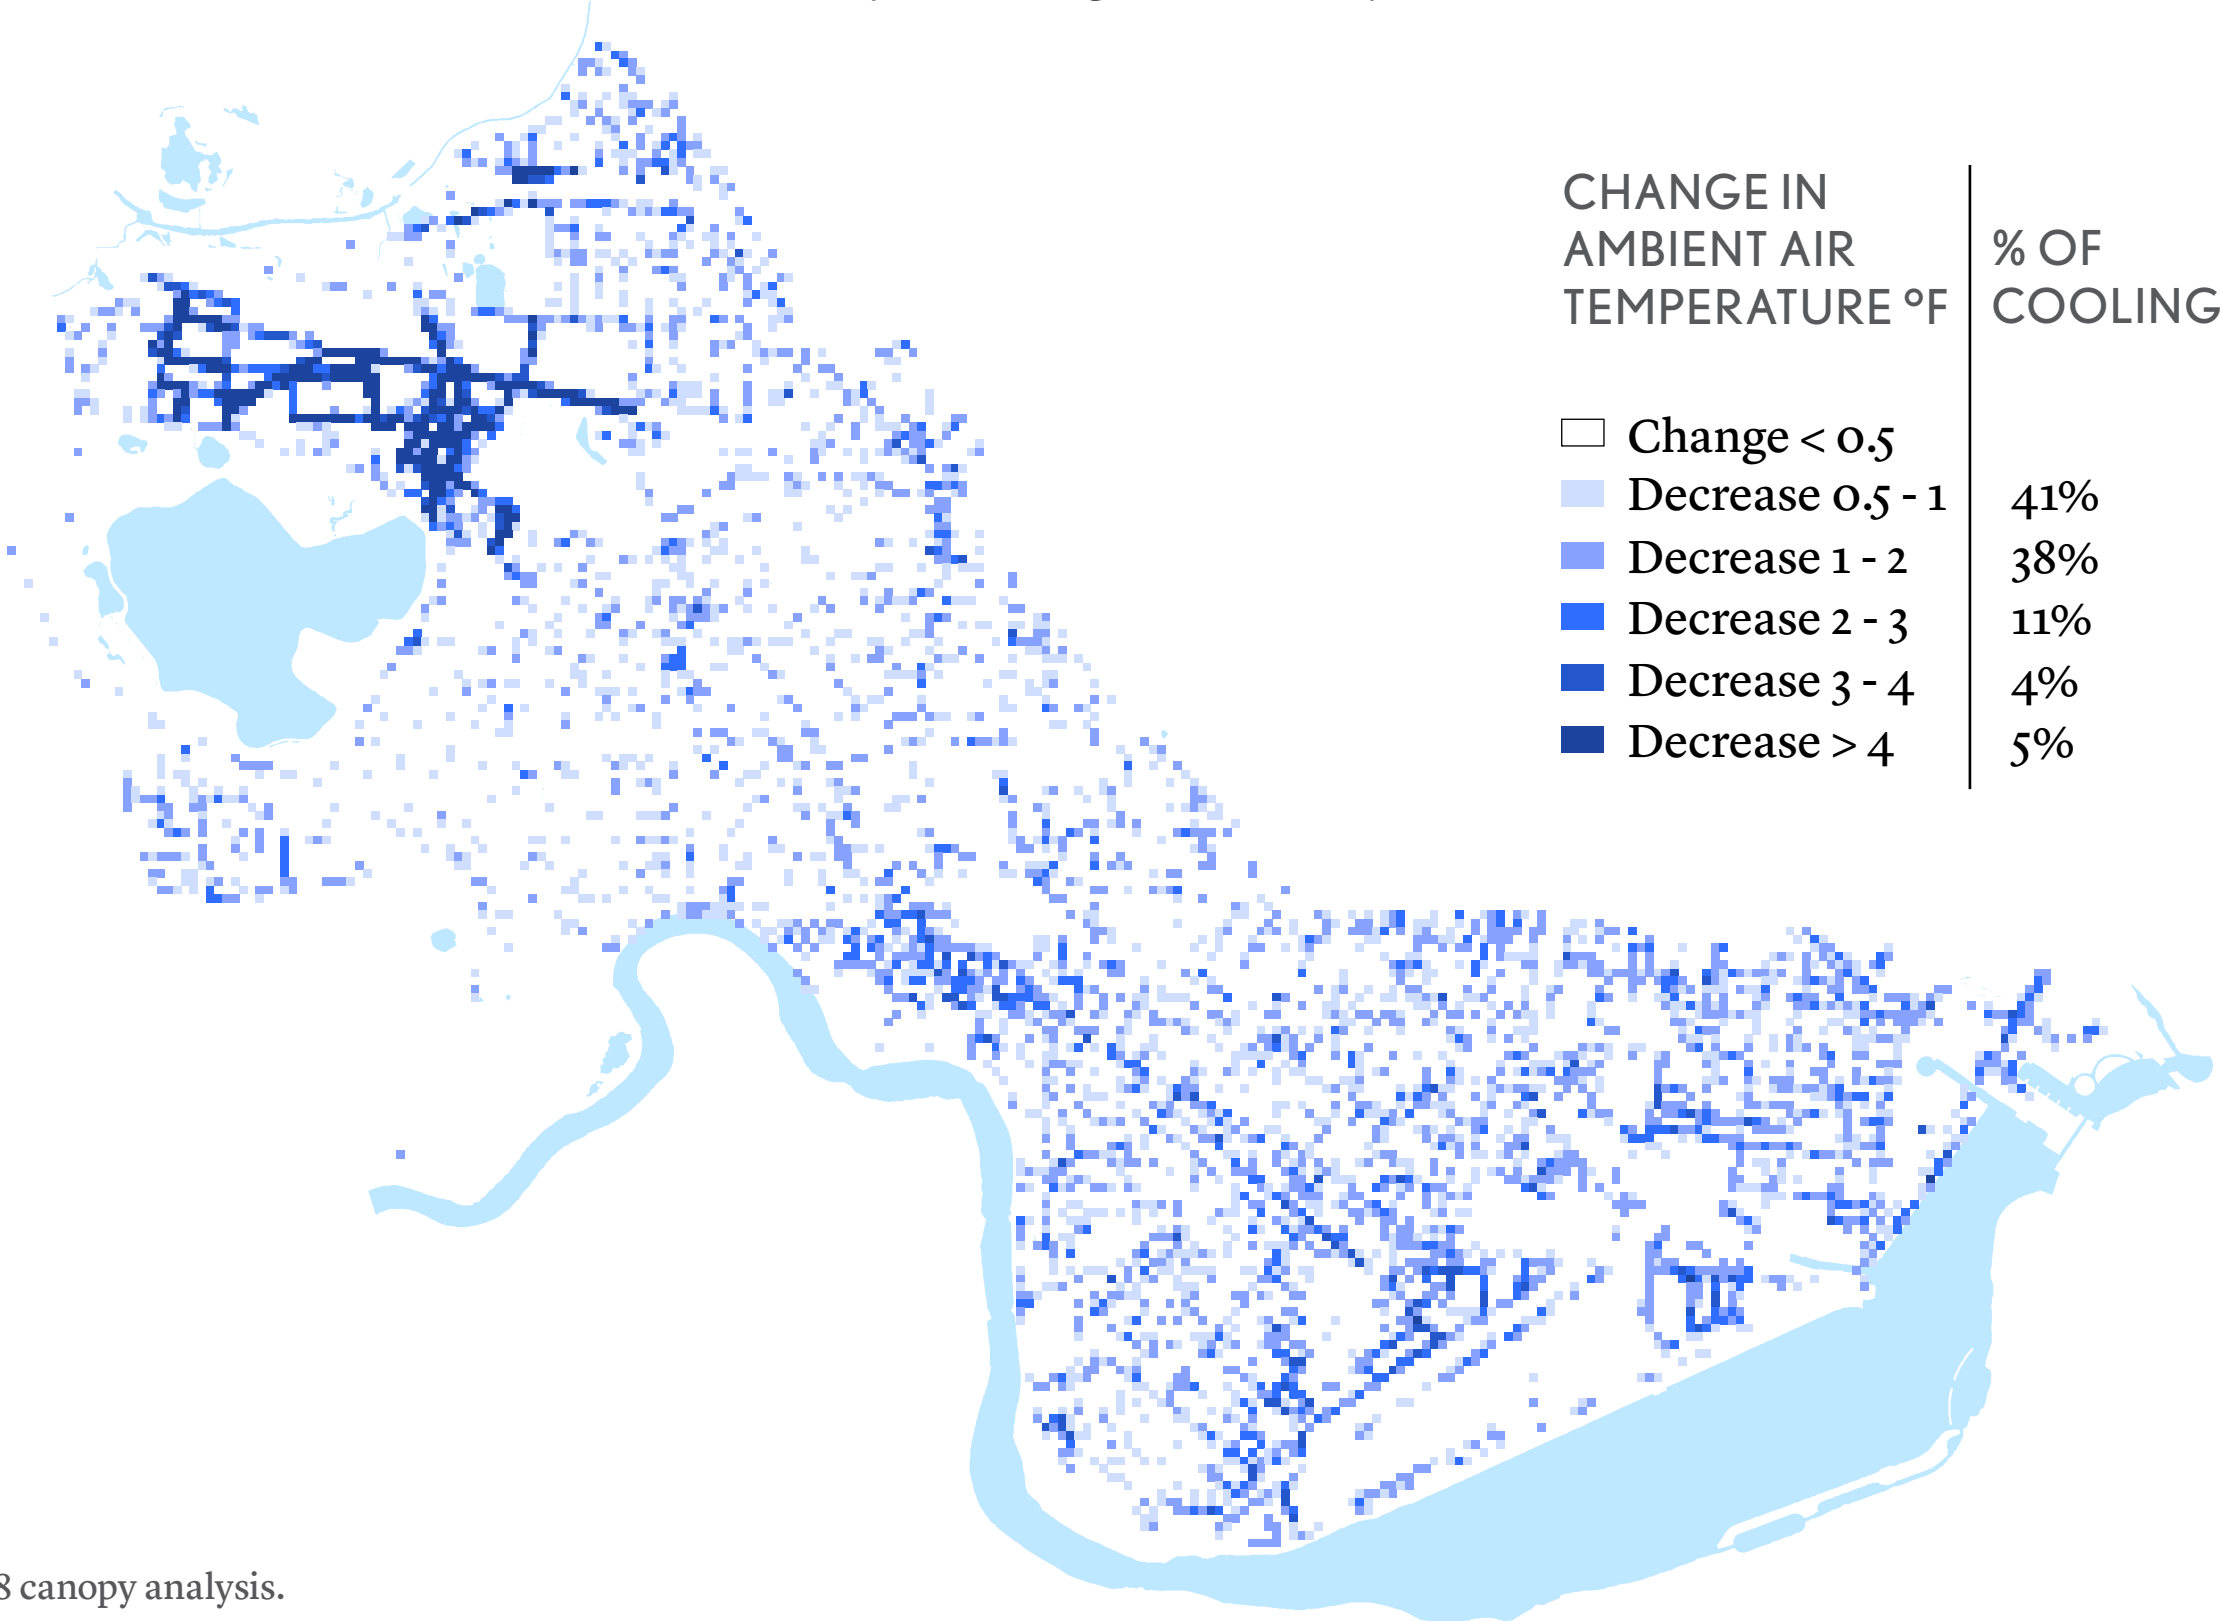 CHANGE IN
AMBIENT AIR
TEMPERATURE °F
% OF
COOLING
Change < 0.5
Decrease 0.5 - 1 41%
Decrease 1 - 2 38%
Decrease 2 - 3 11%
Decrease 3 - 4 4%
Decrease > 4 5%
8 canopy analysis.